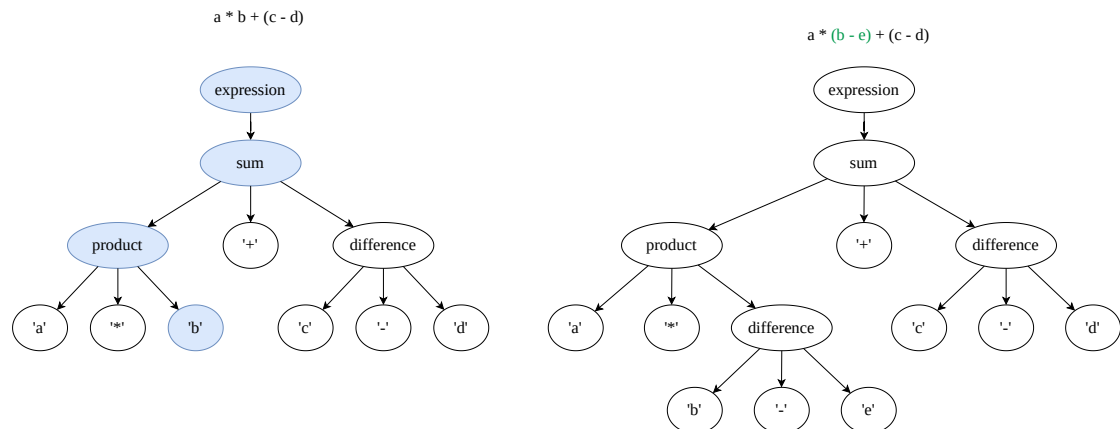 a * b + (c - d)
expression
sum
product
'+'
difference
'a'
'*'
'b'
'c'
'-'
'd'
a * (b - e) + (c - d)
expression
sum
product
'+'
difference
'a'
'*'
difference
'c'
'-'
'd'
'b'
'-'
'e'